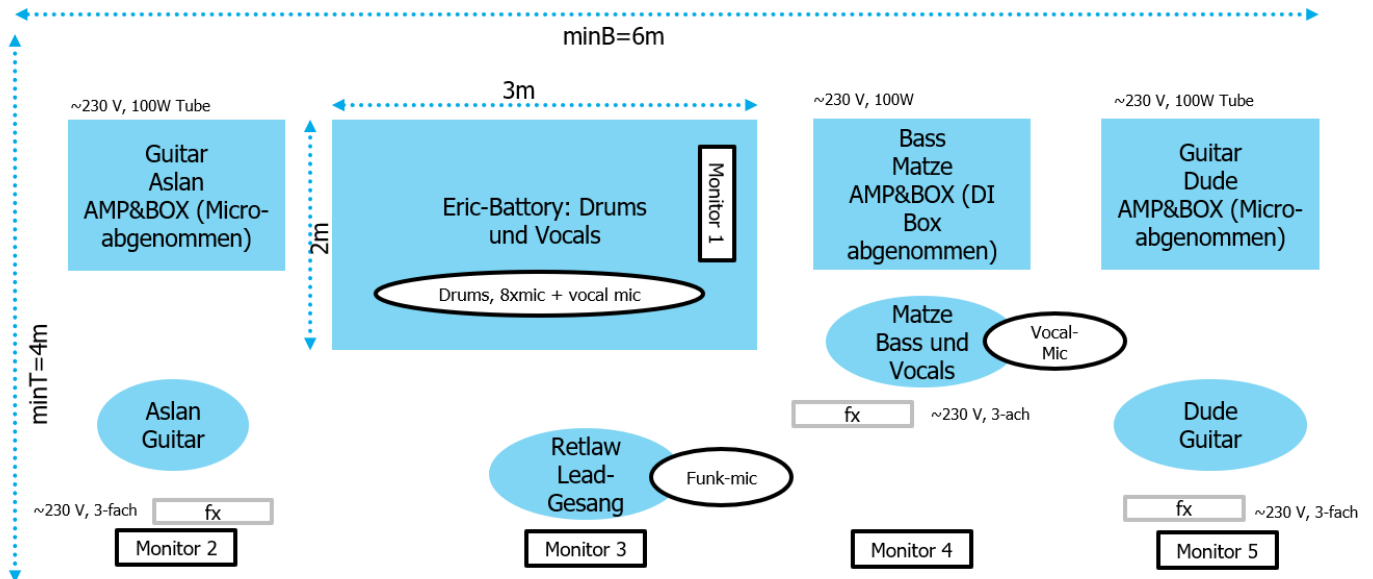 minB=6m
minT=4m
3m
2m
~230 V, 100W Tube
Guitar
Aslan
AMP&BOX (Micro-
abgenommen)
Eric-Battory: Drums
und Vocals
Monitor 1
Drums, 8xmic + vocal mic
~230 V, 100W
Bass
Matze
AMP&BOX (DI
Box
abgenommen)
~230 V, 100W Tube
Guitar
Dude
AMP&BOX (Micro-
abgenommen)
Matze
Bass und
Vocals
Vocal-
Mic
fx
~230 V, 3-ach
Aslan
Guitar
Dude
Guitar
Retlaw
Lead-
Gesang
Funk-mic
~230 V, 3-fach
fx
fx
~230 V, 3-fach
Monitor 2
Monitor 3
Monitor 4
Monitor 5